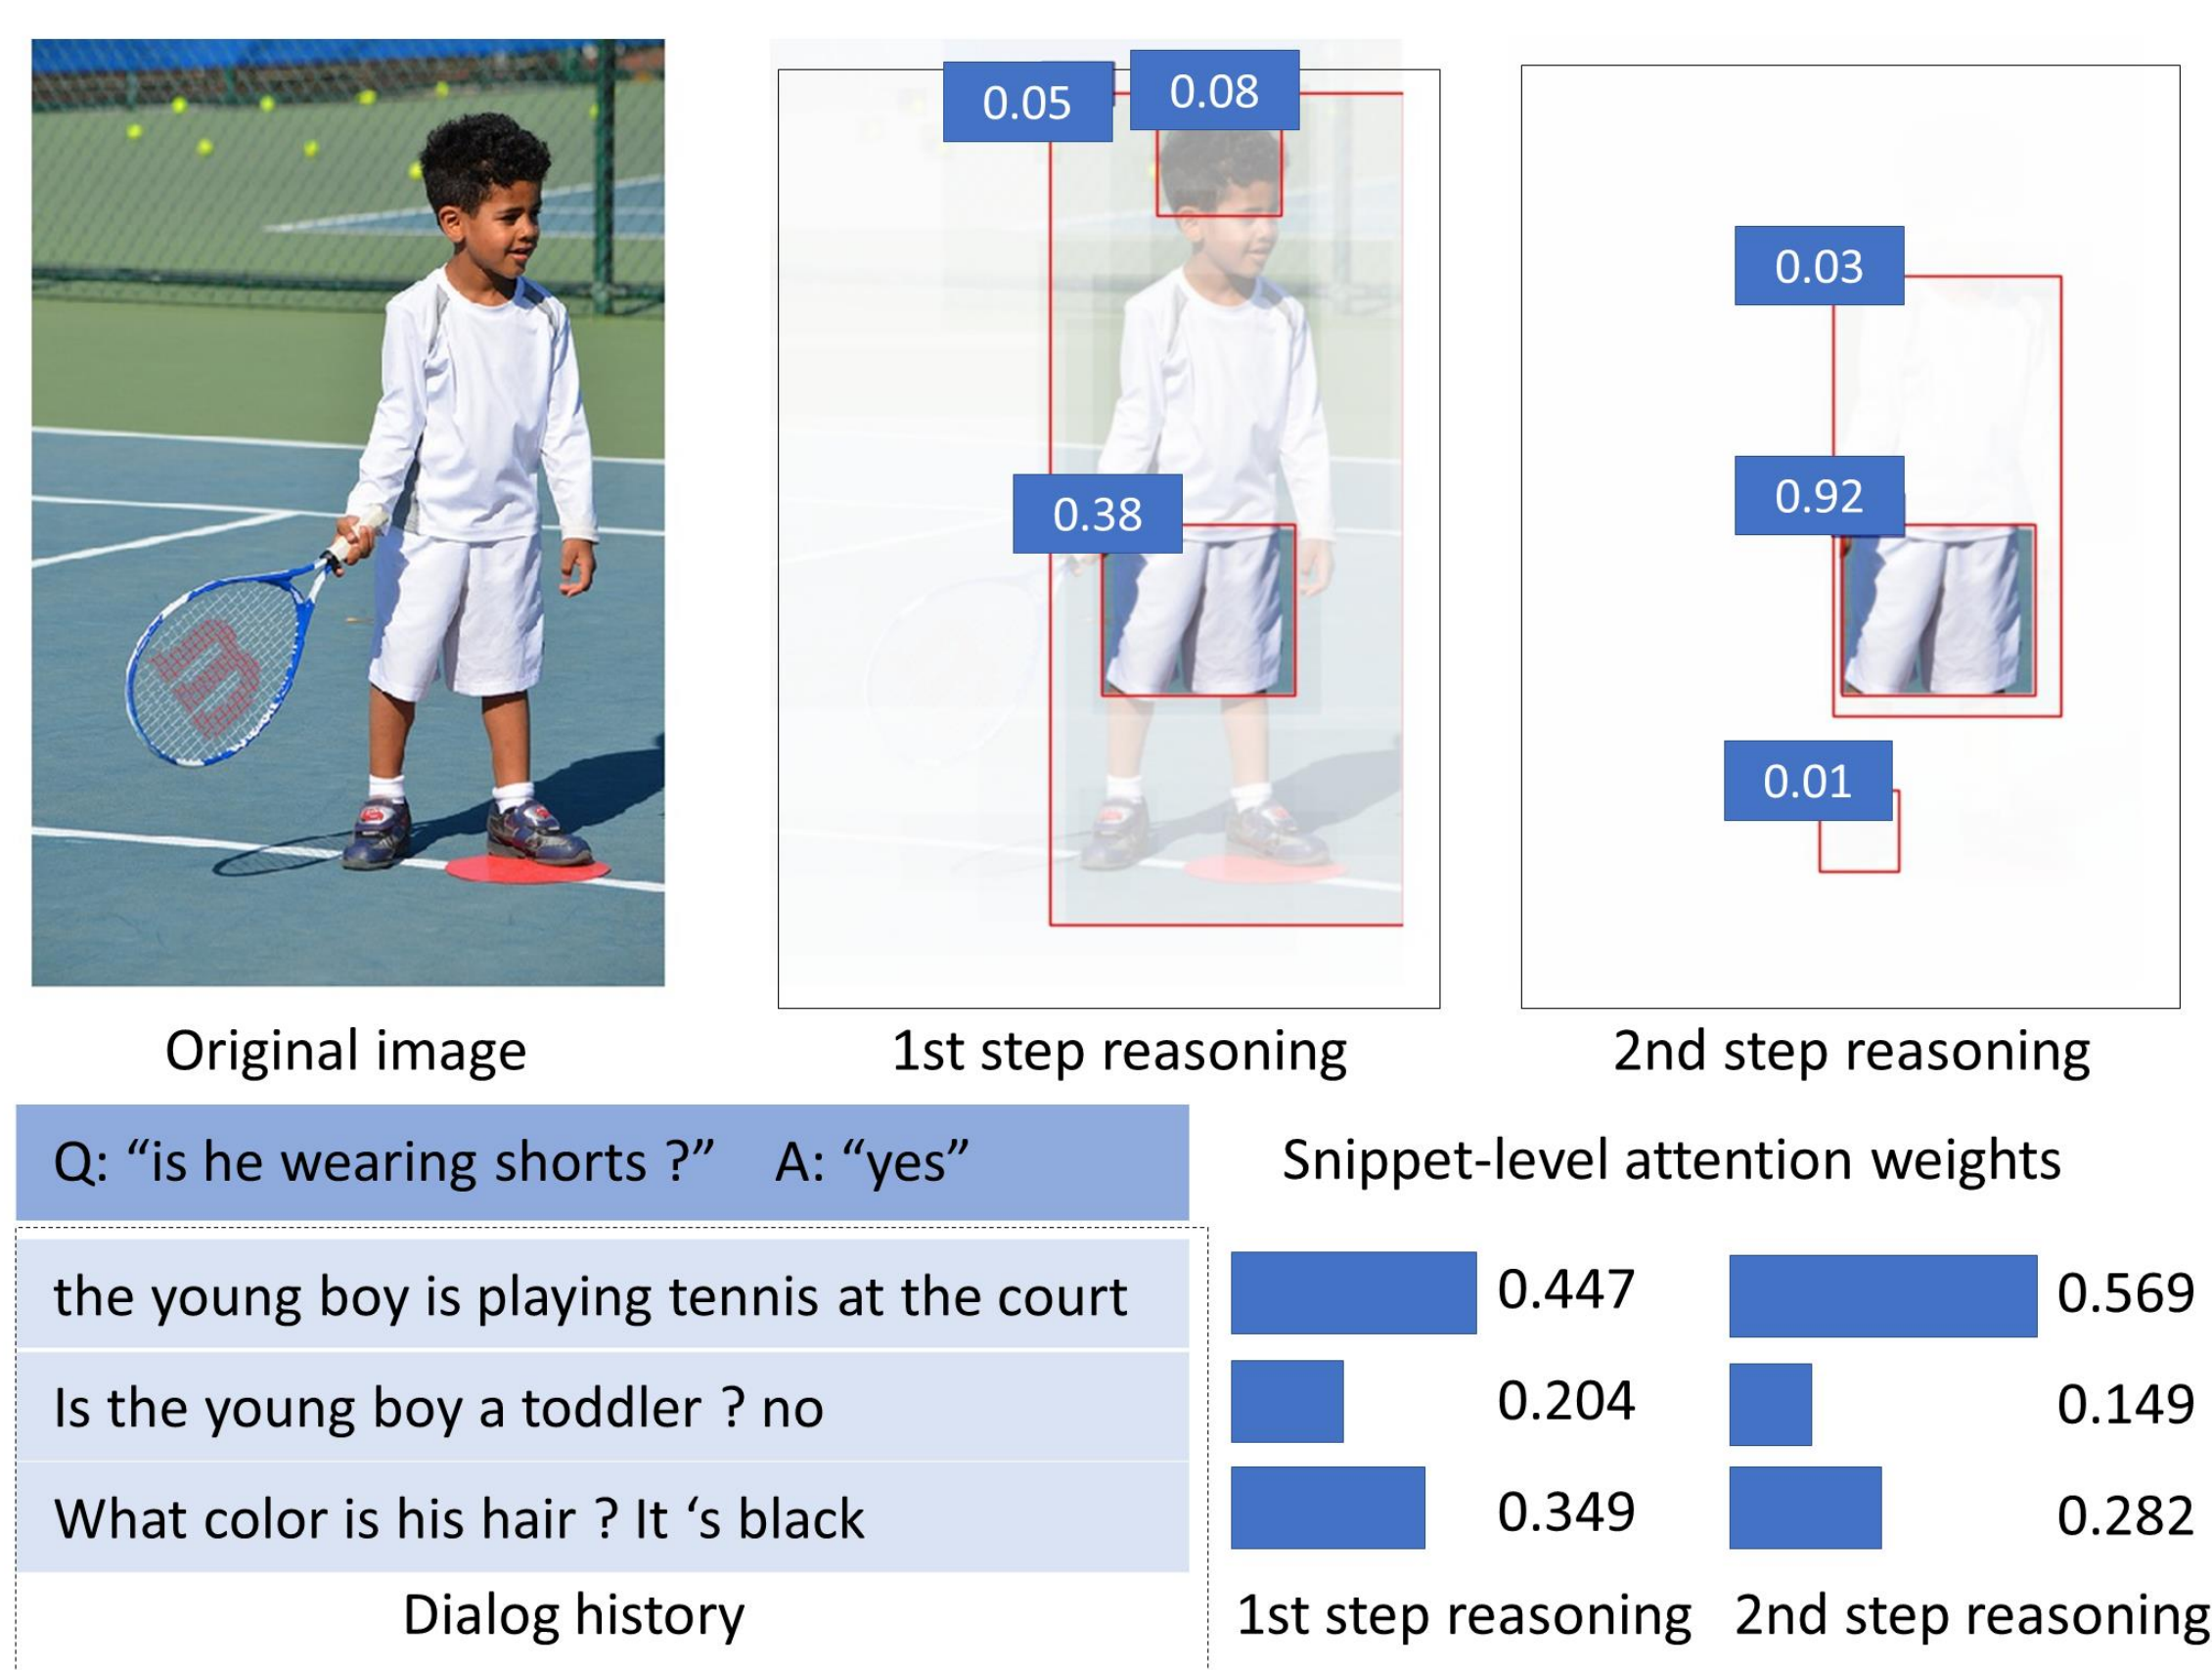 0.05
0.08
0.38
0.03
0.92
0.01
Original image
1st step reasoning
2nd step reasoning
Q: “is he wearing shorts ?” A: “yes”
Snippet-level attention weights
the young boy is playing tennis at the court
0.447
0.569
Is the young boy a toddler ? no
0.204
0.149
What color is his hair ? It ‘s black
0.349
0.282
Dialog history
1st step reasoning
2nd step reasoning